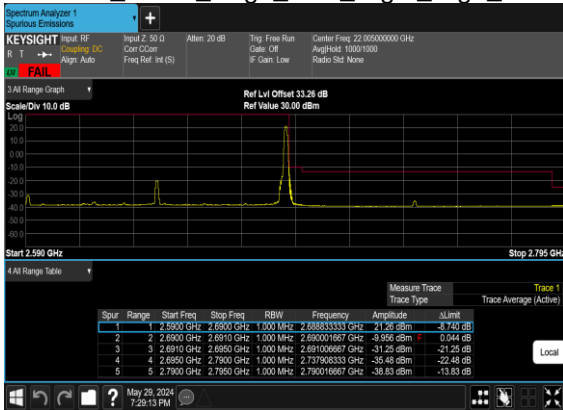 Spectrum Analyzer 1
Spurious Emissions
KEYSIGHT
R T
LW FAIL
Input: RF
Coupling: DC
Align: Auto
Input Z: 50 Ω
Corr CCorr
Freq Ref: Int (S)
Atten: 20 dB
Trig: Free Run
Gate: Off
IF Gain: Low
Center Freq: 22.005000000 GHz
Avg|Hold: 1000/1000
Radio Std: None
3 All Range Graph
Scale/Div 10.0 dB
Ref Lvl Offset 33.26 dB
Ref Value 30.00 dBm
Log
20.0
10.0
0.00
-10.0
-20.0
-30.0
-40.0
-50.0
-60.0
Start 2.590 GHz
Stop 2.795 GHz
4 All Range Table
Measure Trace Trace 1
Trace Type Trace Average (Active)
Spur Range Start Freq Stop Freq RBW Frequency Amplitude ΔLimit
1 1 2.5900 GHz 2.6900 GHz 1.000 MHz 2.688833333 GHz 21.26 dBm -8.740 dB
2 2 2.6900 GHz 2.6910 GHz 1.000 MHz 2.690001667 GHz -9.956 dBm F 0.044 dB
3 3 2.6910 GHz 2.6950 GHz 1.000 MHz 2.691006667 GHz -31.25 dBm -21.25 dB
4 4 2.6950 GHz 2.7900 GHz 1.000 MHz 2.737908333 GHz -35.48 dBm -22.48 dB
5 5 2.7900 GHz 2.7950 GHz 1.000 MHz 2.790016667 GHz -38.83 dBm -13.83 dB
Local
?
May 29, 2024
7:29:13 PM